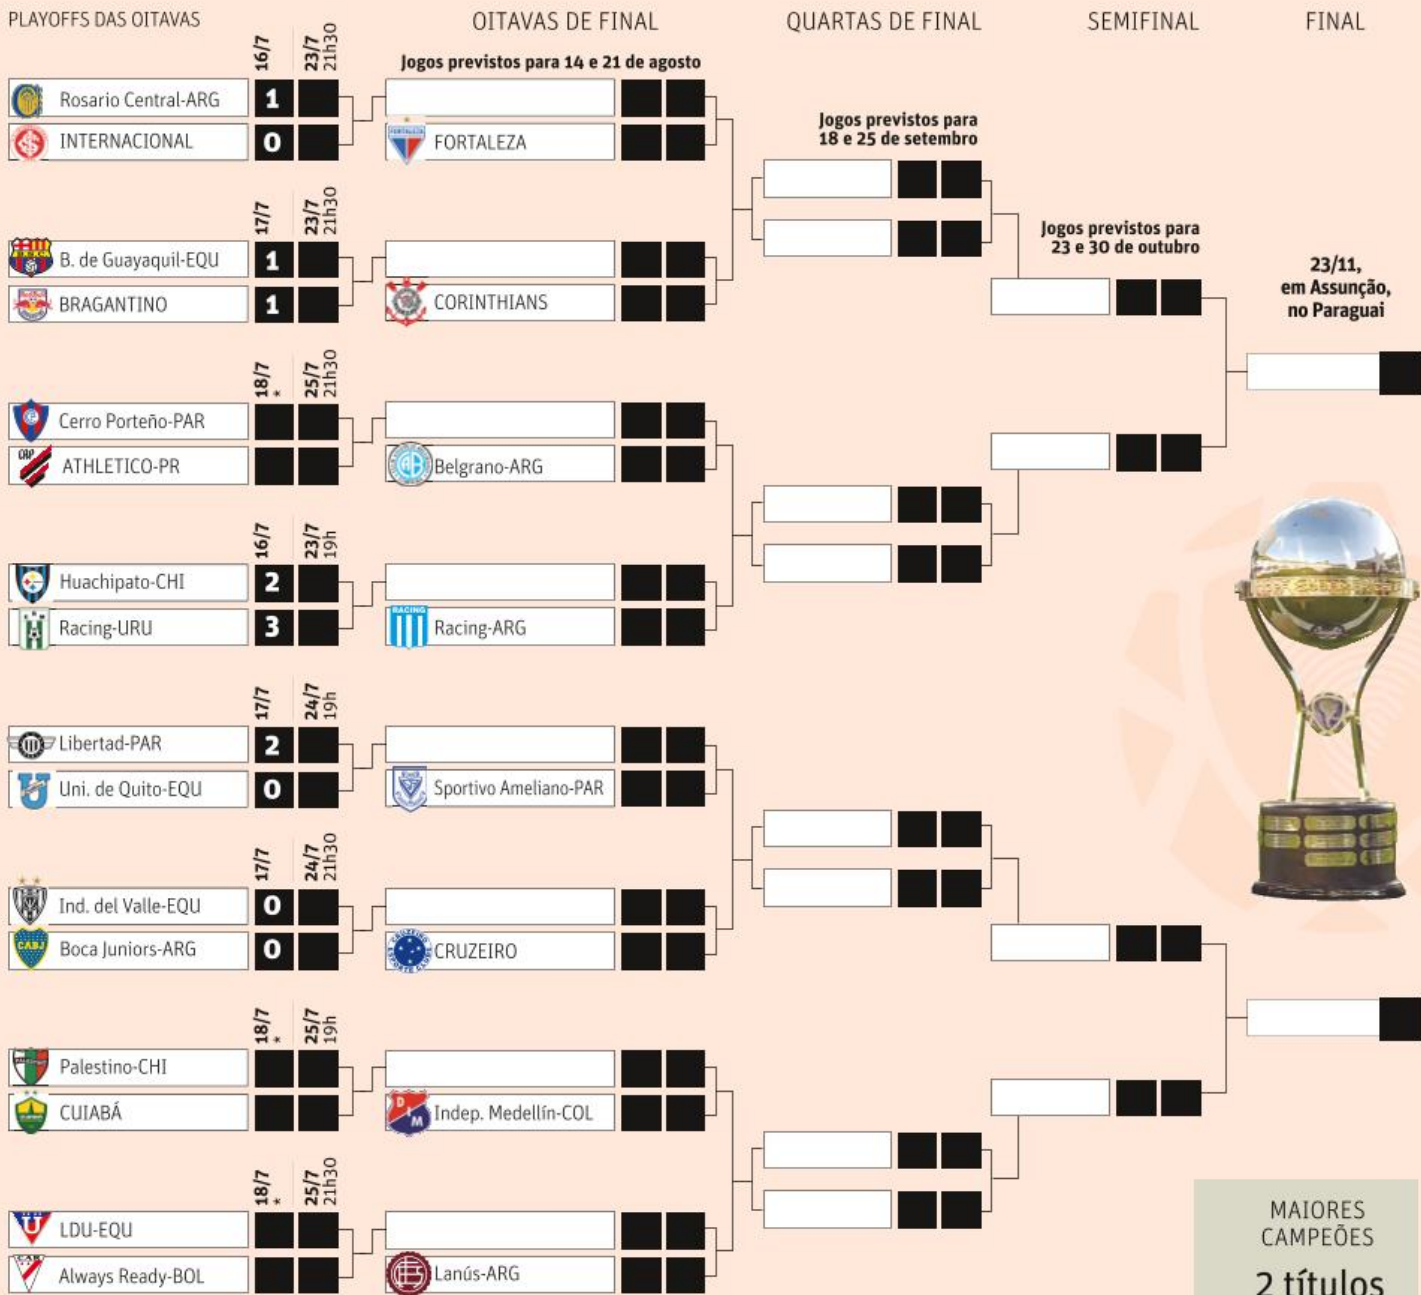 PLAYOFFS DAS OITAVAS
OITAVAS DE FINAL
QUARTAS DE FINAL
SEMIFINAL
FINAL
Jogos previstos para 14 e 21 de agosto
Jogos previstos para
18 e 25 de setembro
Jogos previstos para
23 e 30 de outubro
23/11,
em Assunção,
no Paraguai
16/7
23/7
21h30
Rosario Central-ARG 1
INTERNACIONAL 0
FORTALEZA
17/7
23/7
21h30
B. de Guayaquil-EQU 1
BRAGANTINO 1
CORINTHIANS
18/7
*
25/7
21h30
Cerro Porteño-PAR
CAP
ATHLETICO-PR
Belgrano-ARG
16/7
23/7
19h
Huachipato-CHI 2
Racing-URU 3
RACING
Racing-ARG
17/7
24/7
19h
Libertad-PAR 2
Uni. de Quito-EQU 0
Sportivo Ameliano-PAR
17/7
24/7
21h30
Ind. del Valle-EQU 0
CABJ
Boca Juniors-ARG 0
CRUZEIRO
18/7
*
25/7
19h
Palestino-CHI
CUIABÁ
DIM
Indep. Medellín-COL
18/7
*
25/7
21h30
LDU-EQU
Always Ready-BOL
Lanús-ARG
MAIORES
CAMPEÕES
2 títulos